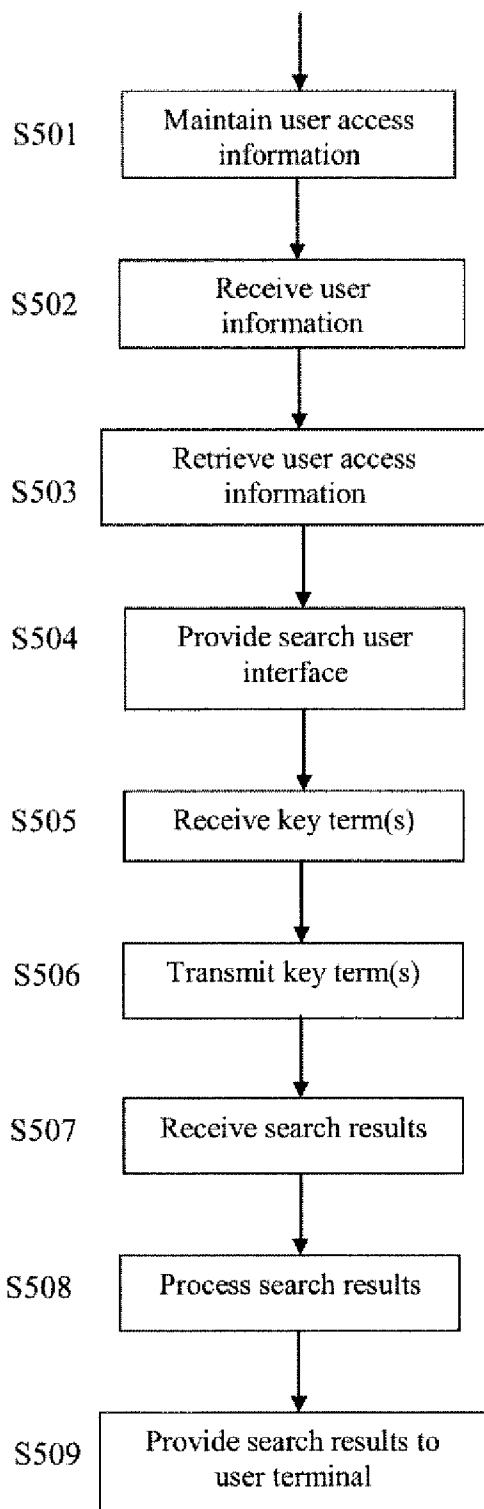 S501
Maintain user access
information
S502
Receive user
information
S503
Retrieve user access
information
S504
Provide search user
interface
S505
Receive key term(s)
S506
Transmit key term(s)
S507
Receive search results
S508
Process search results
S509
Provide search results to
user terminal